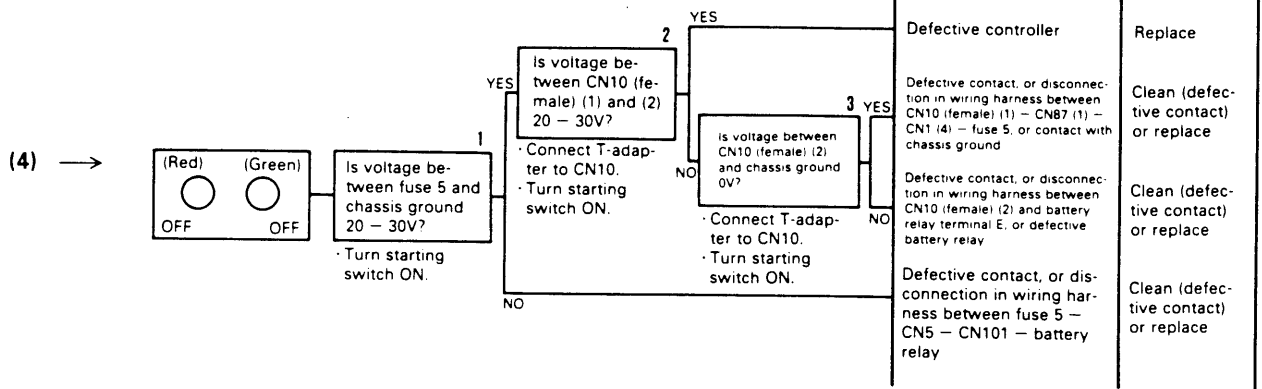 (4)
(Red) (Green)
OFF OFF
1
Is voltage be-
tween fuse 5 and
chassis ground
20 – 30V?
· Turn starting
switch ON.
YES
NO
2
Is voltage be-
tween CN10 (fe-
male) (1) and (2)
20 – 30V?
· Connect T-adap-
ter to CN10.
· Turn starting
switch ON.
YES
NO
3
Is voltage between
CN10 (female) (2)
and chassis ground
0V?
· Connect T-adap-
ter to CN10.
· Turn starting
switch ON.
YES
NO
Defective controller
Replace
Defective contact, or disconnec-
tion in wiring harness between
CN10 (female) (1) – CN87 (1) –
CN1 (4) – fuse 5, or contact with
chassis ground
Clean (defec-
tive contact)
or replace
Defective contact, or disconnec-
tion in wiring harness between
CN10 (female) (2) and battery
relay terminal E, or defective
battery relay
Clean (defec-
tive contact)
or replace
Defective contact, or dis-
connection in wiring har-
ness between fuse 5 –
CN5 – CN101 – battery
relay
Clean (defec-
tive contact)
or replace